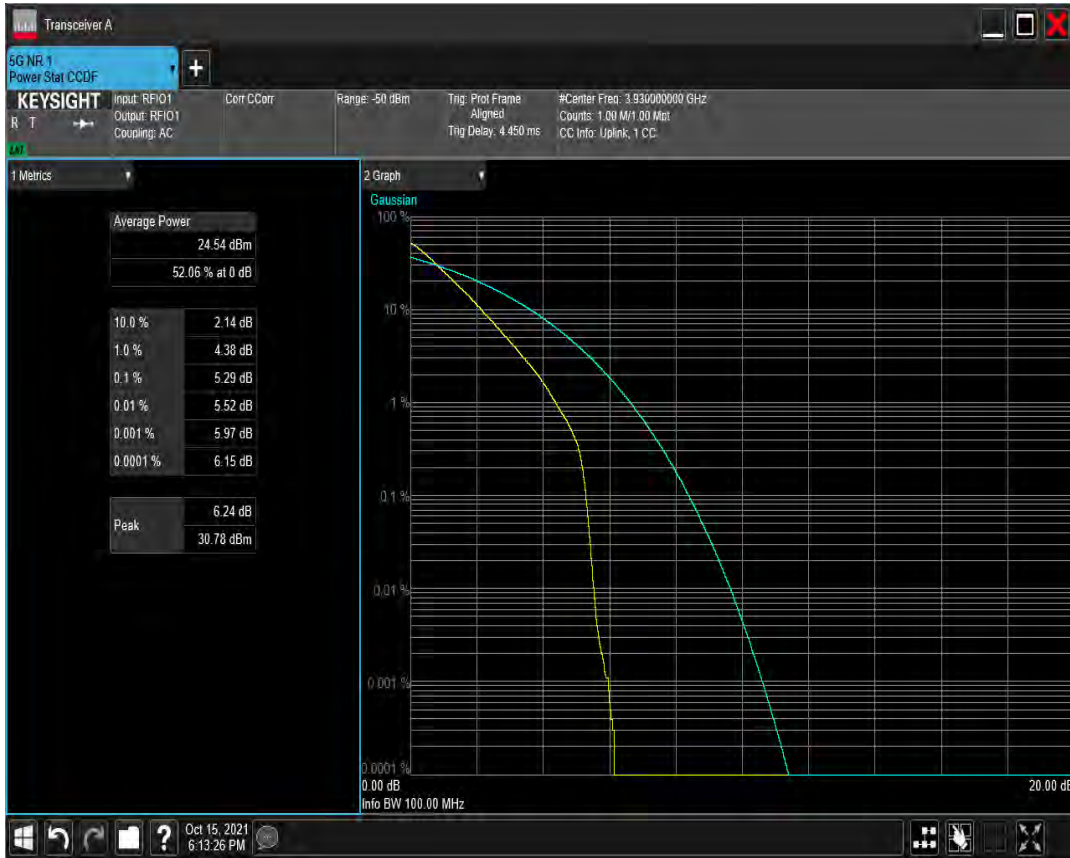 Transceiver A
5G NR 1
Power Stat CCDF
+
KEYSIGHT
R T
LXI
Input: RFIO1
Output: RFIO1
Coupling: AC
Corr CCorr
Range: -50 dBm
Trig: Prot Frame
Aligned
Trig Delay: 4.450 ms
#Center Freq: 3.930000000 GHz
Counts: 1.00 M/1.00 Mpt
CC Info: Uplink, 1 CC
1 Metrics
Average Power
24.54 dBm
52.06 % at 0 dB
10.0 % 2.14 dB
1.0 % 4.38 dB
0.1 % 5.29 dB
0.01 % 5.52 dB
0.001 % 5.97 dB
0.0001 % 6.15 dB
Peak
6.24 dB
30.78 dBm
2 Graph
Gaussian
100 %
10 %
1 %
0.1 %
0.01 %
0.001 %
0.0001 %
0.00 dB
20.00 dB
Info BW 100.00 MHz
?
Oct 15, 2021
6:13:26 PM